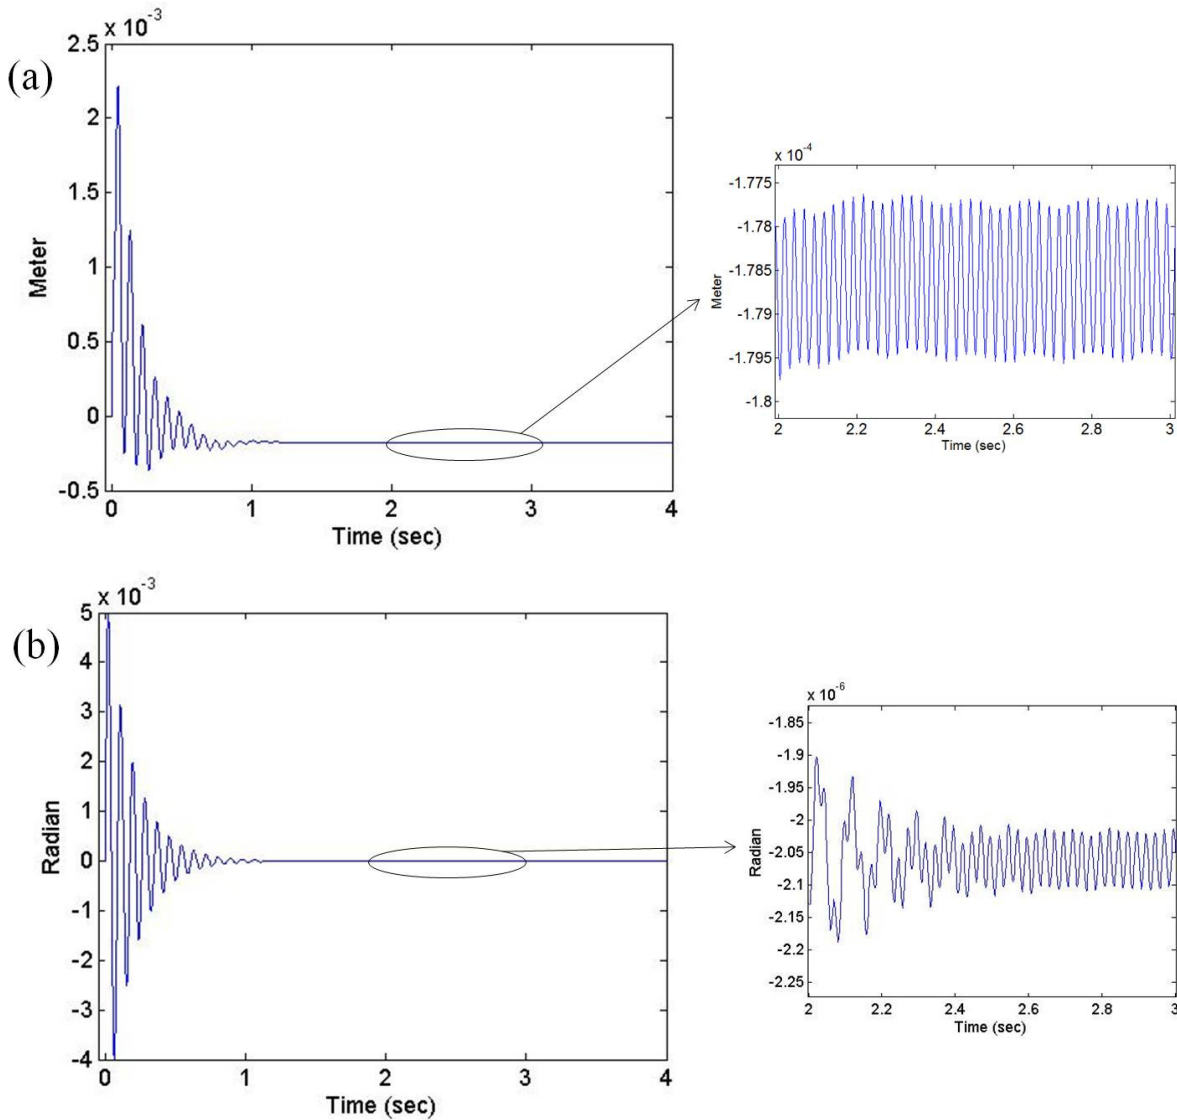 (a)
x 10-3
2.5
2
1.5
1
0.5
0
-0.5
Meter
0 1 2 3 4
Time (sec)
x 10-4
-1.775
-1.78
-1.785
-1.79
-1.795
-1.8
Meter
2 2.2 2.4 2.6 2.8 3
Time (sec)
(b)
x 10-3
5
4
3
2
1
0
-1
-2
-3
-4
Radian
0 1 2 3 4
Time (sec)
x 10-6
-1.85
-1.9
-1.95
-2
-2.05
-2.1
-2.15
-2.2
-2.25
Radian
2 2.2 2.4 2.6 2.8 3
Time (sec)